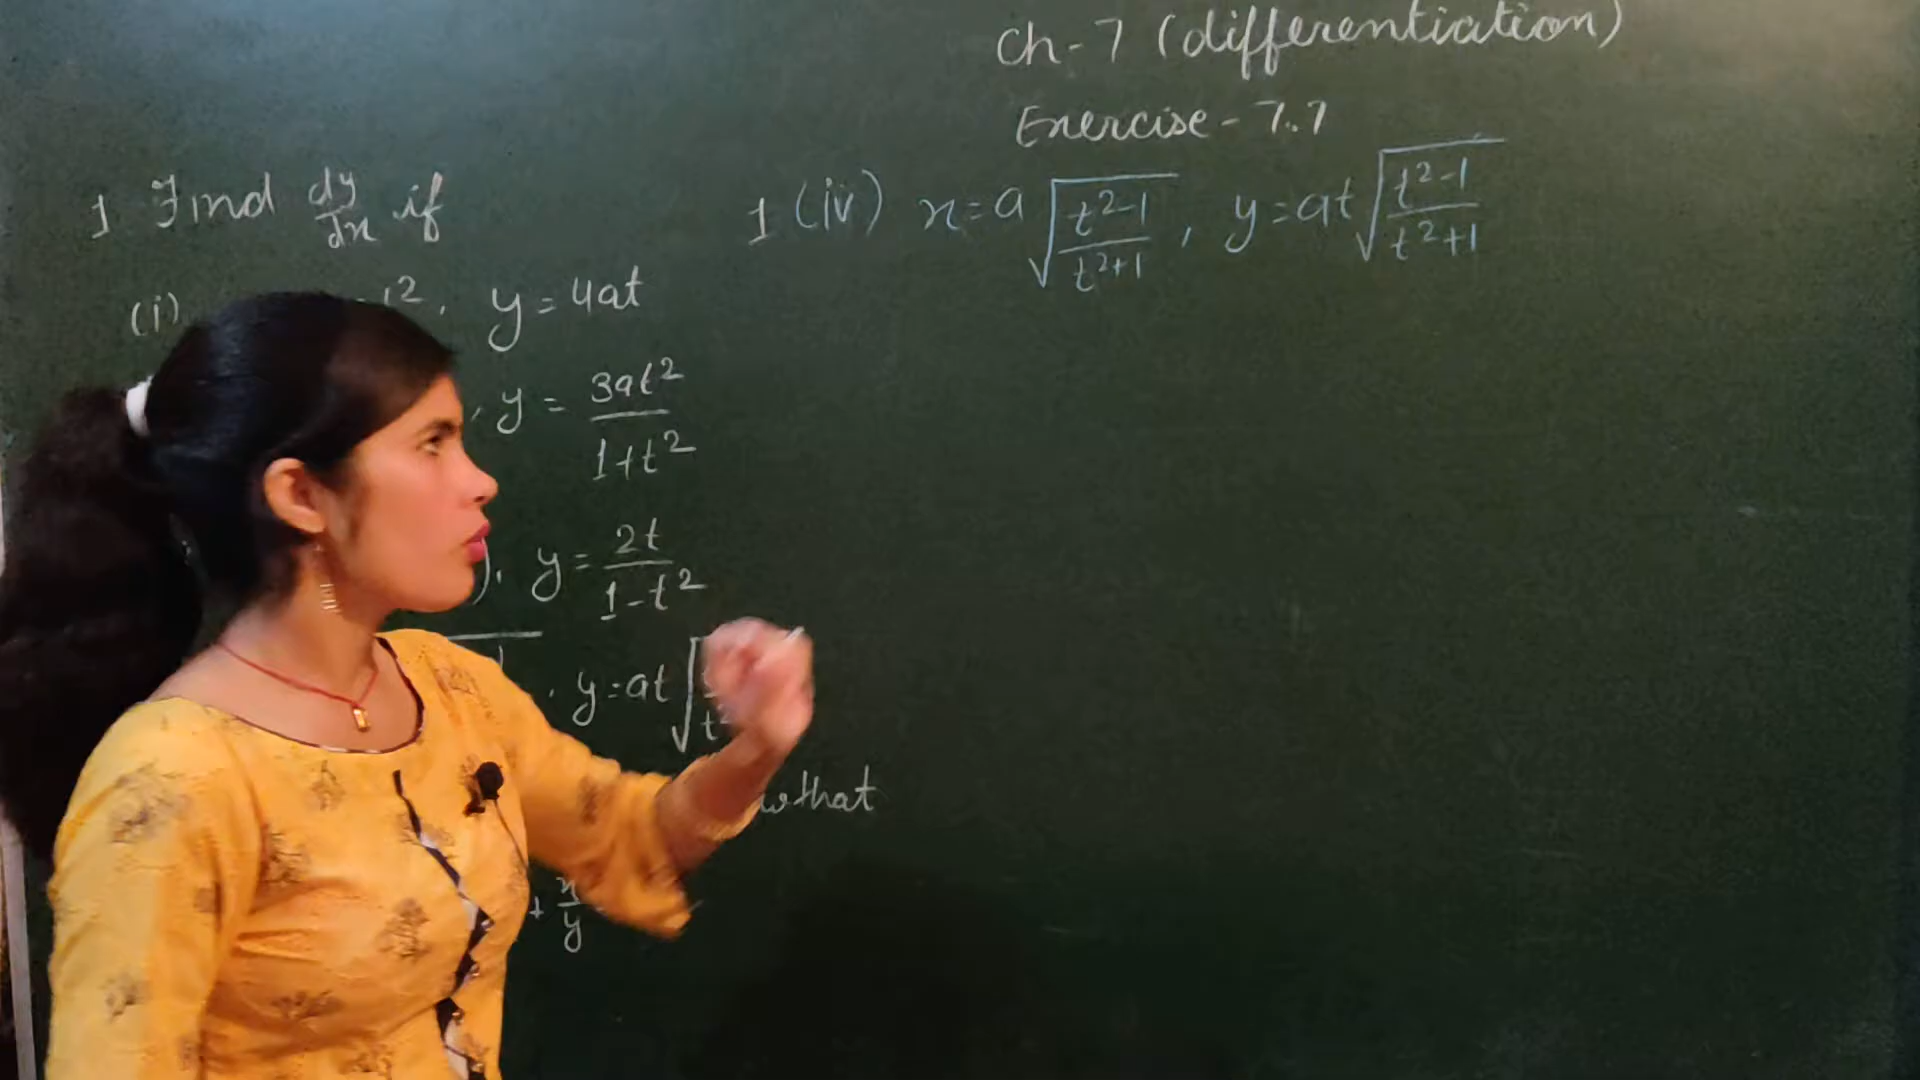 Ch-7 (differentiation)
Exercise-7.7
1 Find dy/dx if
(i) t², y = 4at
, y = 3at²/1+t²
), y = 2t/1-t²
, y = at√
what
+ x/y
1 (iv) x = a√(t²-1/t²+1), y = at√(t²-1/t²+1)